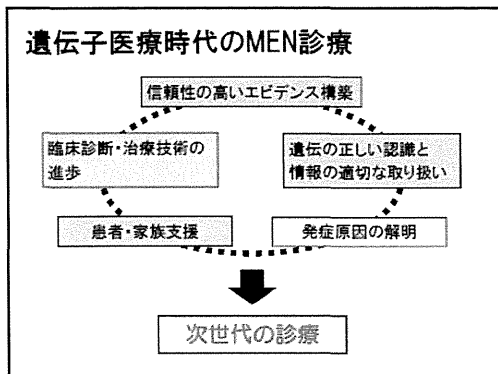 遺伝子医療時代のMEN診療
信頼性の高いエビデンス構築
臨床診断・治療技術の
進歩
遺伝の正しい認識と
情報の適切な取り扱い
患者・家族支援
発症原因の解明
次世代の診療